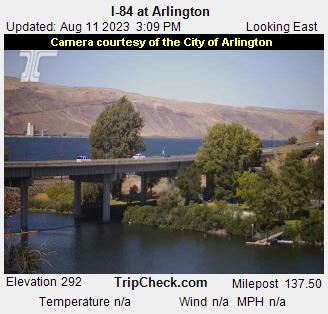 I-84 at Arlington
Updated: Aug 11 2023 3:09 PM Looking East
Camera courtesy of the City of Arlington
Elevation 292 TripCheck.com Milepost 137.50
Temperature n/a Wind n/a MPH n/a